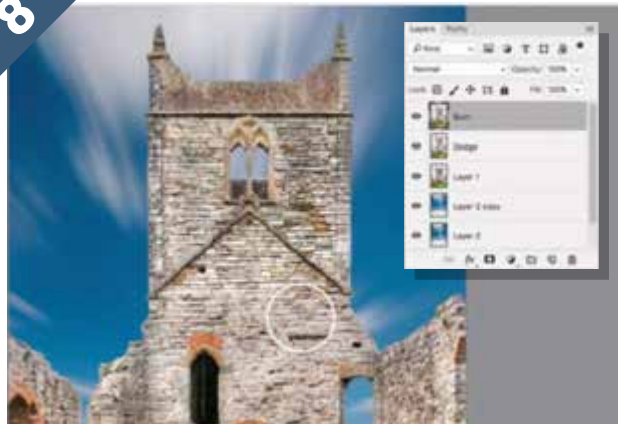 8
Layers Paths
Kind
Normal Opacity: 100%
Lock: Fill: 100%
Burn
Dodge
Layer 1
Layer 0 copy
Layer 0
fx